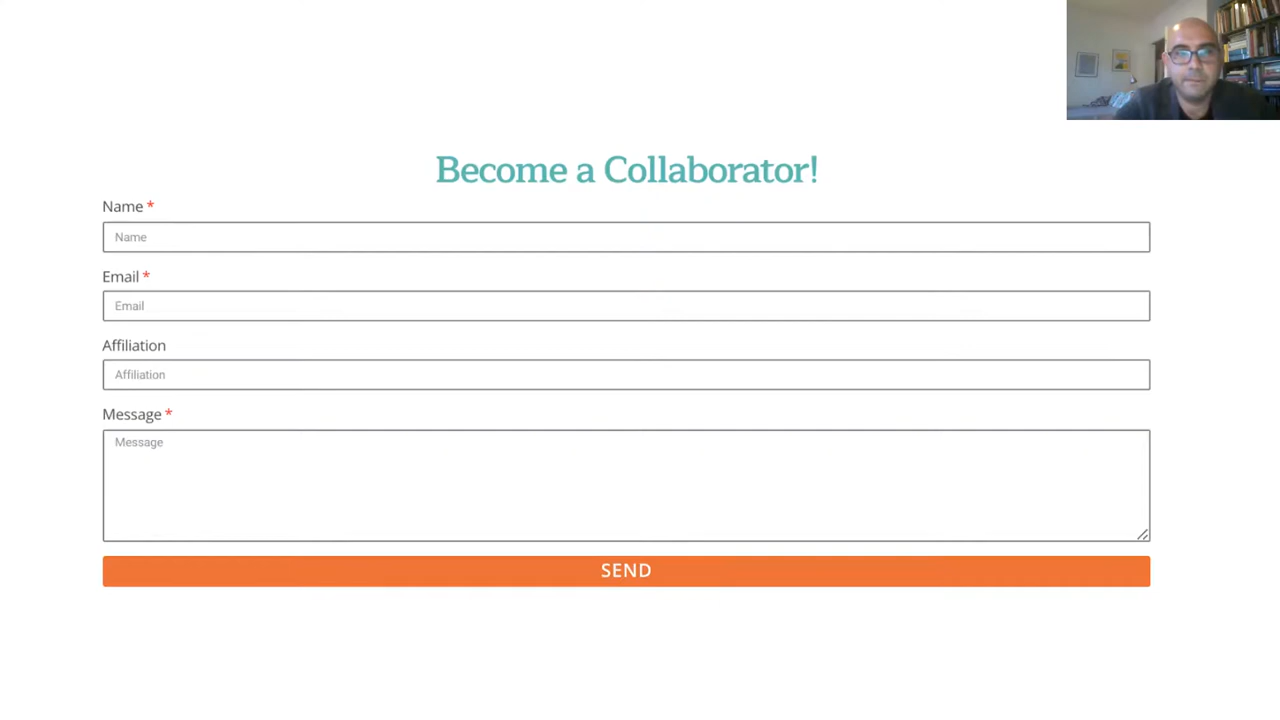 Become a Collaborator!
Name *
Name
Email *
Email
Affiliation
Affiliation
Message *
Message
SEND